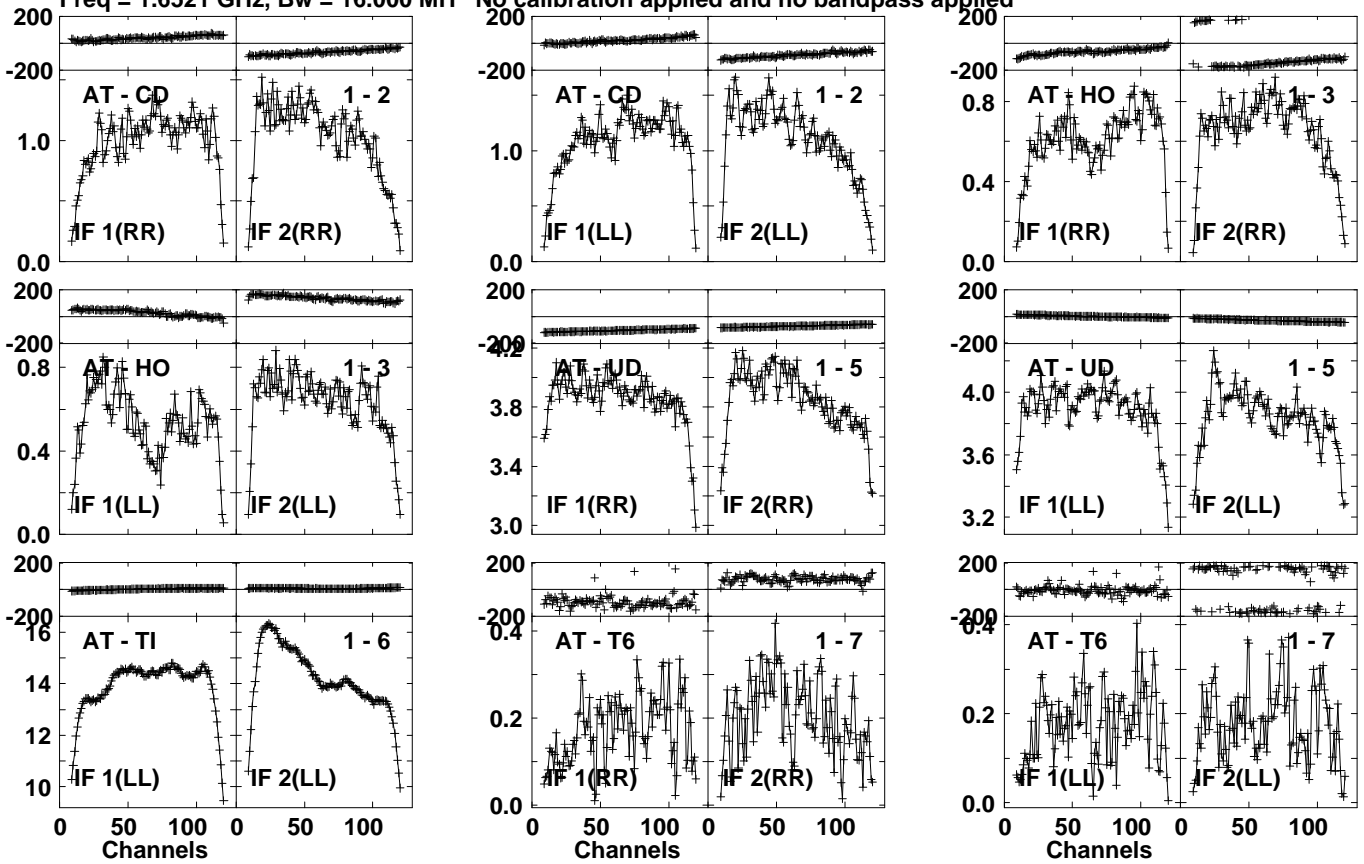 Freq = 1.6521 GHz, Bw = 16.000 MH No calibration applied and no bandpass applied
200 200 200
-200 -200 -200
AT - CD 1 - 2 AT - CD 1 - 2 AT - HO 1 - 3
0.8
1.0 1.0
0.4
IF 1(RR) IF 2(RR) IF 1(LL) IF 2(LL) IF 1(RR) IF 2(RR)
0.0 0.0 0.0
200 200 200
-200 -200 -200
4.2
0.8 AT - HO 1 - 3 AT - UD 1 - 5 AT - UD 1 - 5
4.0
3.8
0.4 3.6
3.4
IF 1(LL) IF 2(LL) IF 1(RR) IF 2(RR) IF 1(LL) IF 2(LL)
0.0 3.0 3.2
200 200 200
-200 -200 -200
16 0.4 0.4
AT - TI 1 - 6 AT - T6 1 - 7 AT - T6 1 - 7
14
0.2 0.2
12
10 IF 1(LL) IF 2(LL) IF 1(RR) IF 2(RR) IF 1(LL) IF 2(LL)
0.0 0.0
0 50 100 0 50 100 0 50 100 0 50 100 0 50 100 0 50 100
Channels Channels Channels